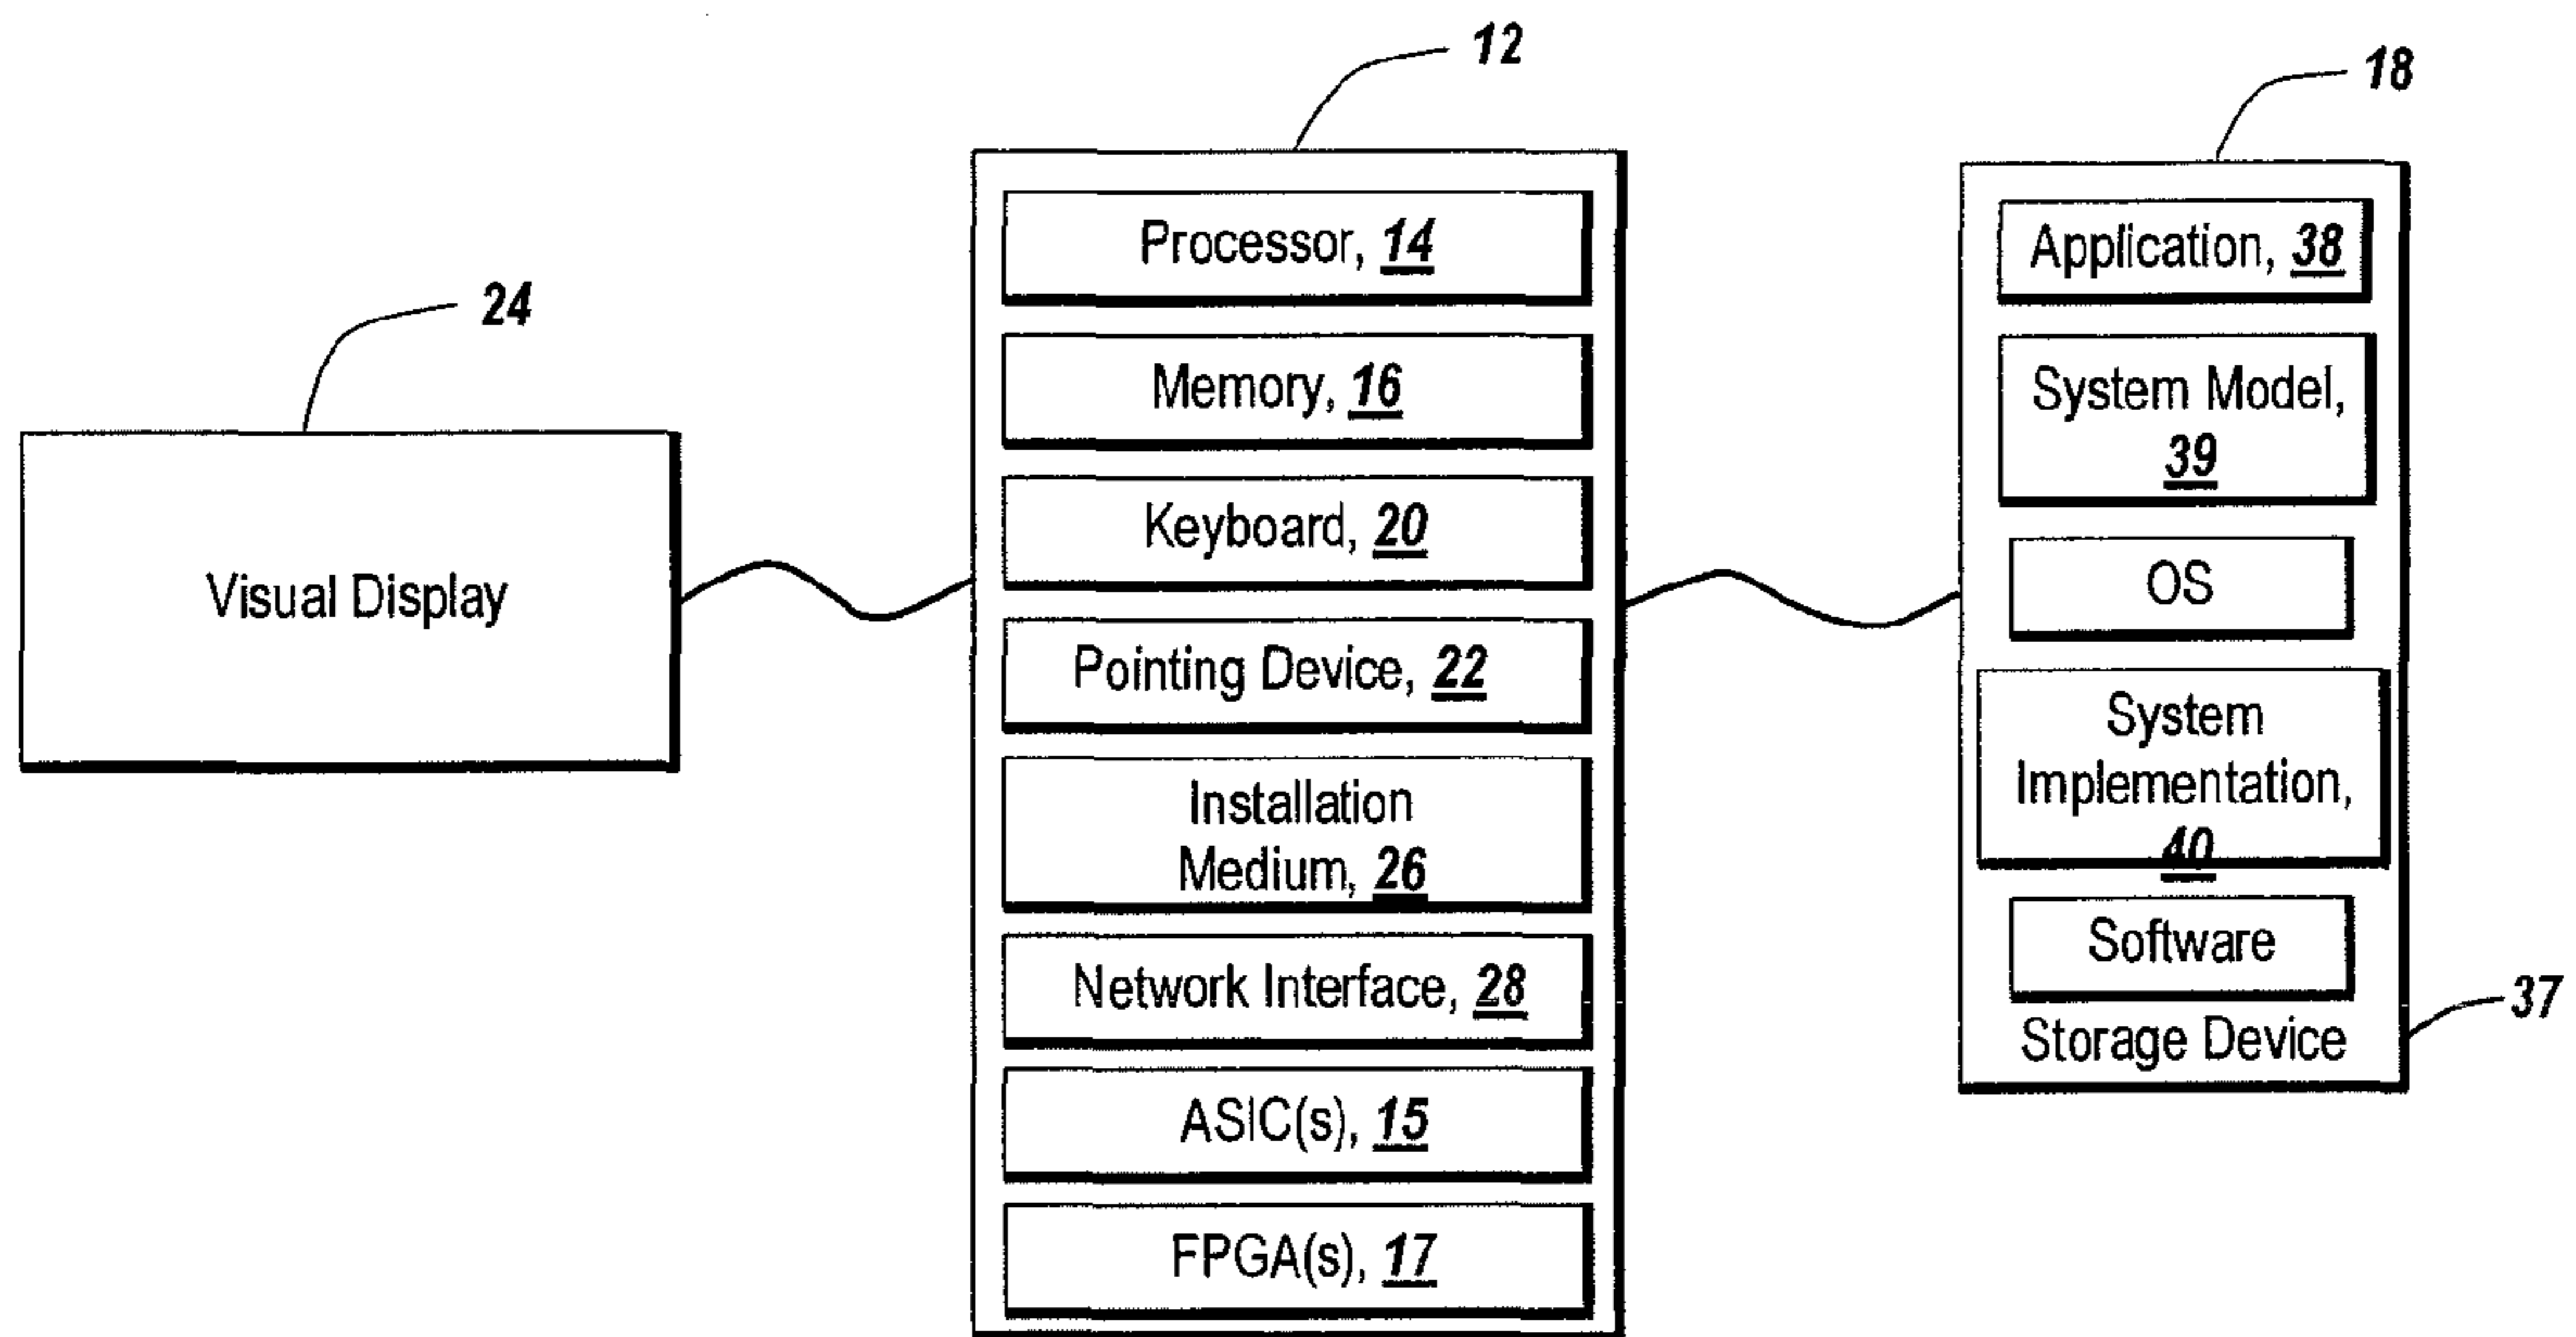 12
18
24
Visual Display
Processor, 14
Memory, 16
Keyboard, 20
Pointing Device, 22
Installation
Medium, 26
Network Interface, 28
ASIC(s), 15
FPGA(s), 17
Application, 38
System Model,
39
OS
System
Implementation,
40
Software
Storage Device
37